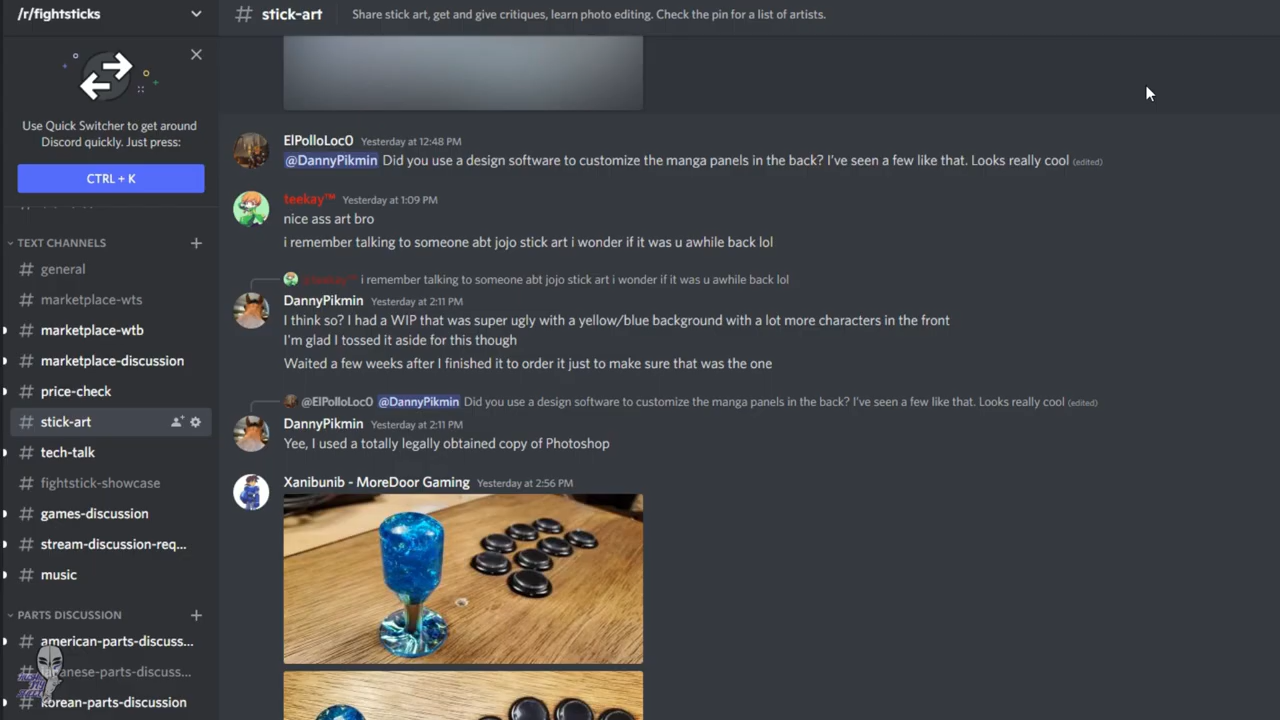 /r/fightsticks
Use Quick Switcher to get around
Discord quickly. Just press:
CTRL + K
TEXT CHANNELS
# general
# marketplace-wts
# marketplace-wtb
# marketplace-discussion
# price-check
# stick-art
# tech-talk
# fightstick-showcase
# games-discussion
# stream-discussion-req...
# music
PARTS DISCUSSION
# american-parts-discuss...
japanese-parts-discuss...
korean-parts-discussion
# stick-art
Share stick art, get and give critiques, learn photo editing. Check the pin for a list of artists.
ElPolloLoc0 Yesterday at 12:48 PM
@DannyPikmin Did you use a design software to customize the manga panels in the back? I've seen a few like that. Looks really cool (edited)
teekay™ Yesterday at 1:09 PM
nice ass art bro
i remember talking to someone abt jojo stick art i wonder if it was u awhile back lol
@teekay™ i remember talking to someone abt jojo stick art i wonder if it was u awhile back lol
DannyPikmin Yesterday at 2:11 PM
I think so? I had a WIP that was super ugly with a yellow/blue background with a lot more characters in the front
I'm glad I tossed it aside for this though
Waited a few weeks after I finished it to order it just to make sure that was the one
@ElPolloLoc0 @DannyPikmin Did you use a design software to customize the manga panels in the back? I've seen a few like that. Looks really cool (edited)
DannyPikmin Yesterday at 2:11 PM
Yee, I used a totally legally obtained copy of Photoshop
Xanibunib - MoreDoor Gaming Yesterday at 2:56 PM